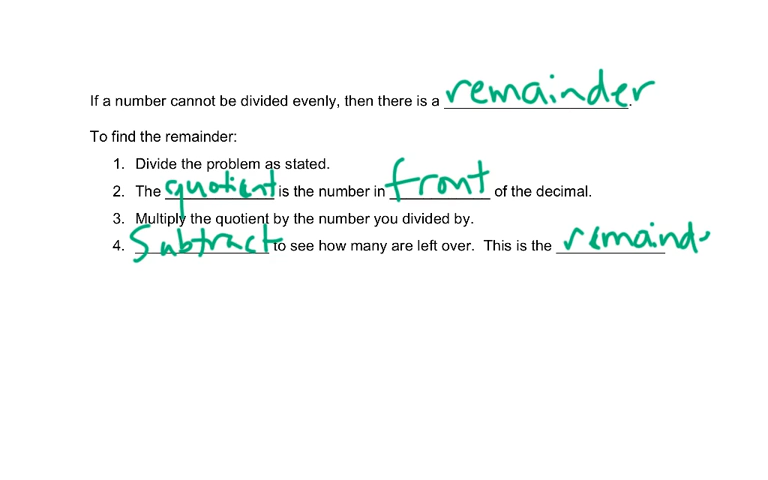 If a number cannot be divided evenly, then there is a remainder.
To find the remainder:
1. Divide the problem as stated.
2. The quotient is the number in front of the decimal.
3. Multiply the quotient by the number you divided by.
4. Subtract to see how many are left over. This is the remainder